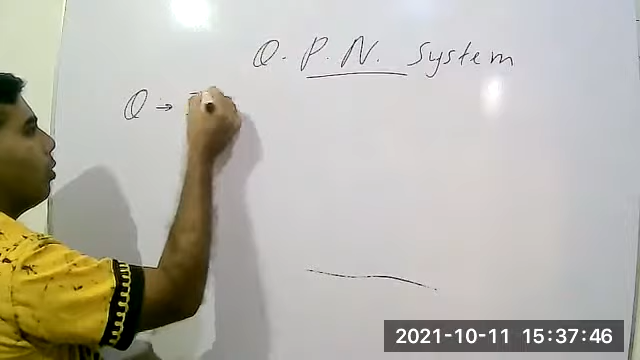 Q. P. N. System
Q →
2021-10-11 15:37:46